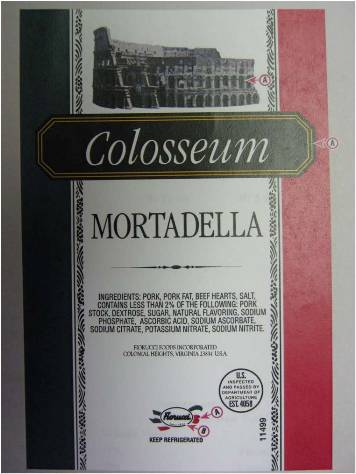 A
Colosseum
A
MORTADELLA
INGREDIENTS: PORK, PORK FAT, BEEF HEARTS, SALT,
CONTAINS LESS THAN 2% OF THE FOLLOWING: PORK
STOCK, DEXTROSE, SUGAR, NATURAL FLAVORING, SODIUM
PHOSPHATE, ASCORBIC ACID, SODIUM ASCORBATE,
SODIUM CITRATE, POTASSIUM NITRATE, SODIUM NITRITE.
FIORUCCI FOODS INCORPORATED
COLONIAL HEIGHTS, VIRGINIA 23834 U.S.A.
U.S.
INSPECTED
AND PASSED BY
DEPARTMENT OF
AGRICULTURE
EST. 4058
Fiorucci
A
B
KEEP REFRIGERATED
11499